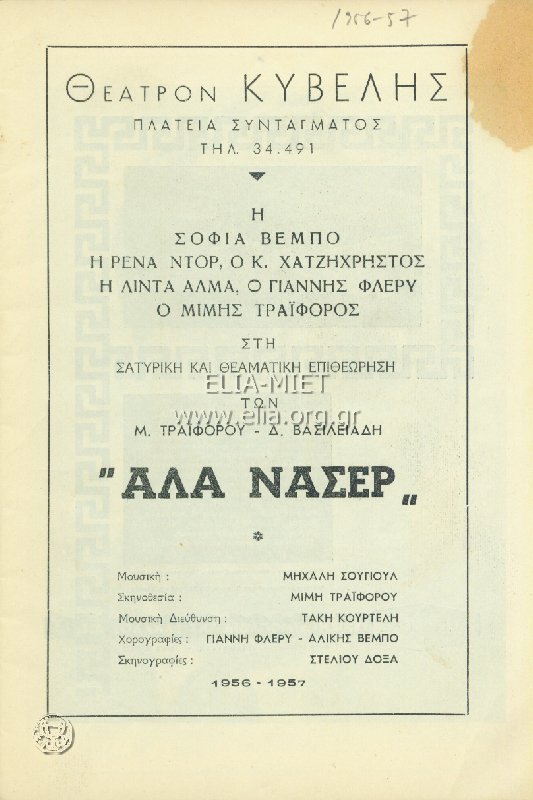 1956-57
ΘΕΑΤΡΟΝ ΚΥΒΕΛΗΣ
ΠΛΑΤΕΙΑ ΣΥΝΤΑΓΜΑΤΟΣ
ΤΗΛ. 34.491
Η
ΣΟΦΙΑ ΒΕΜΠΟ
Η ΡΕΝΑ ΝΤΟΡ, Ο Κ. ΧΑΤΖΗΧΡΗΣΤΟΣ
Η ΛΙΝΤΑ ΑΛΜΑ, Ο ΓΙΑΝΝΗΣ ΦΛΕΡΥ
Ο ΜΙΜΗΣ ΤΡΑΪΦΟΡΟΣ
ΣΤΗ
ΣΑΤΥΡΙΚΗ ΚΑΙ ΘΕΑΜΑΤΙΚΗ ΕΠΙΘΕΩΡΗΣΗ
ELIA-MIET
ΤΩΝ
www.elia.org.gr
Μ. ΤΡΑΪΦΟΡΟΥ - Δ. ΒΑΣΙΛΕΙΑΔΗ
"ΑΛΑ ΝΑΣΕΡ„
Μουσική : ΜΙΧΑΛΗ ΣΟΥΓΙΟΥΛ
Σκηνοθεσία : ΜΙΜΗ ΤΡΑΪΦΟΡΟΥ
Μουσική Διεύθυνση : ΤΑΚΗ ΚΟΥΡΤΕΛΗ
Χορογραφίες : ΓΙΑΝΝΗ ΦΛΕΡΥ - ΑΛΙΚΗΣ ΒΕΜΠΟ
Σκηνογραφίες : ΣΤΕΛΙΟΥ ΔΟΞΑ
1956 - 1957